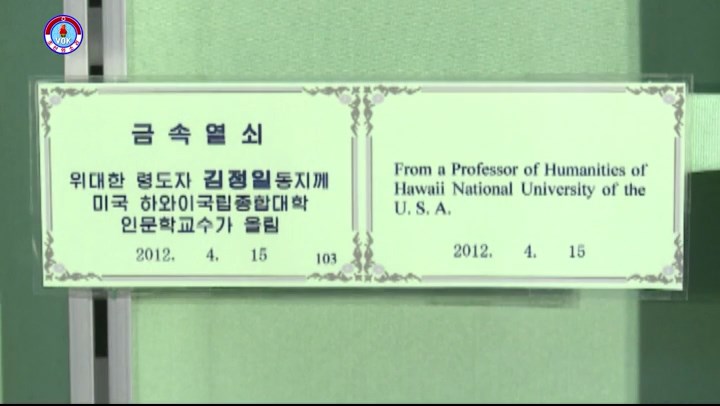 VOK
금속열쇠
위대한 령도자 김정일동지께
미국 하와이국립종합대학
인문학교수가 올림
2012. 4. 15
103
From a Professor of Humanities of
Hawaii National University of the
U. S. A.
2012. 4. 15